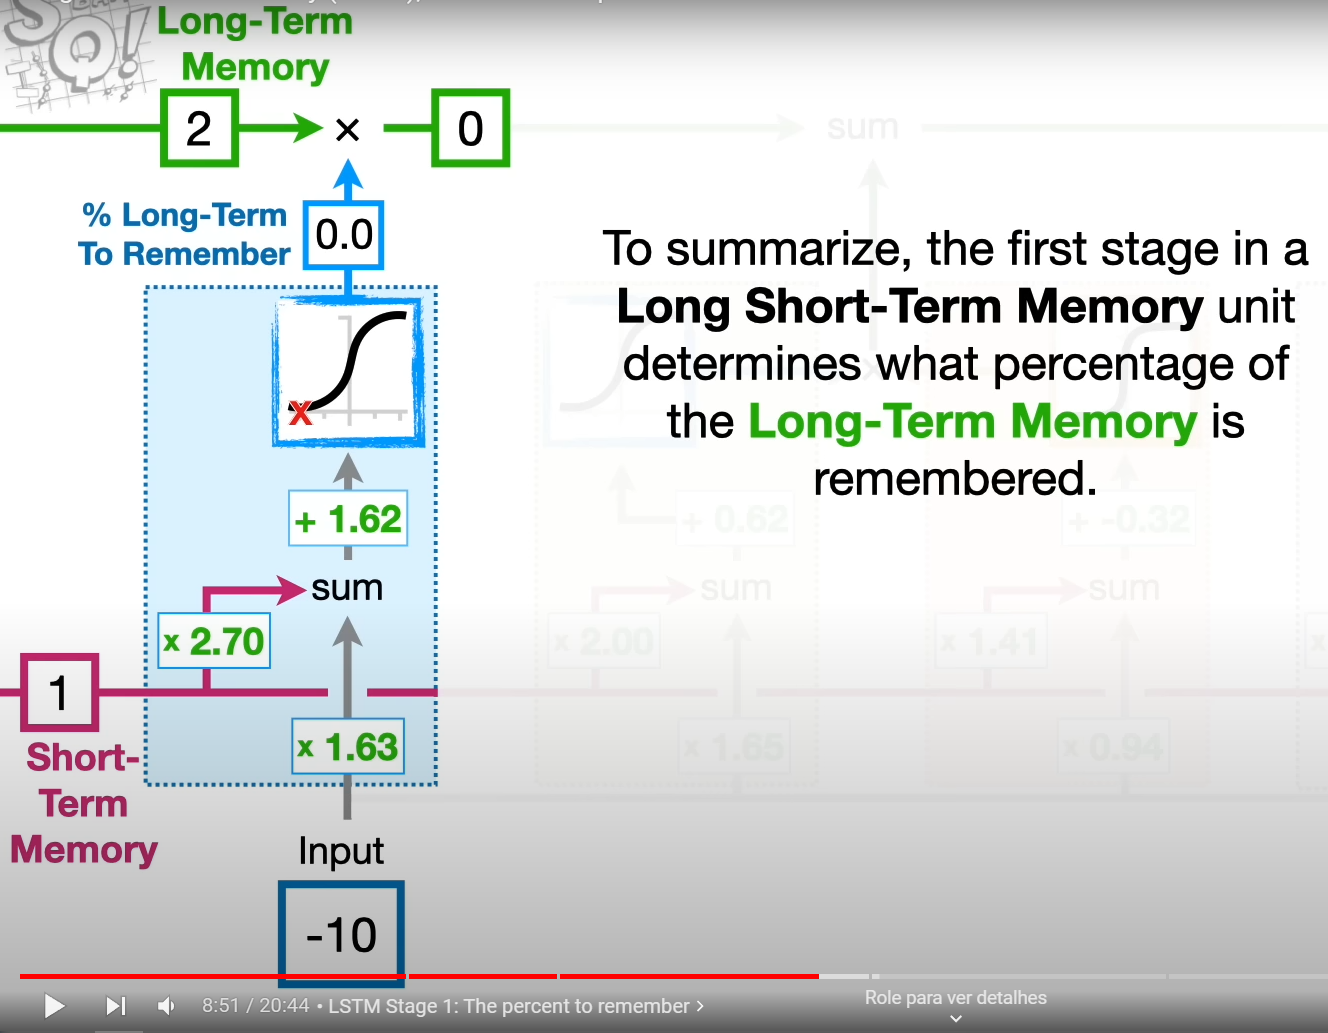 Long-Term
Memory
2
×
0
sum
% Long-Term
To Remember
0.0
To summarize, the first stage in a
Long Short-Term Memory unit
determines what percentage of
the Long-Term Memory is
remembered.
+ 1.62
+ 0.62
+ -0.32
sum
sum
sum
x 2.70
x 2.00
x 1.41
1
x 1.63
x 1.65
x 0.94
Short-
Term
Memory
Input
-10
8:51 / 20:44 • LSTM Stage 1: The percent to remember >
Role para ver detalhes